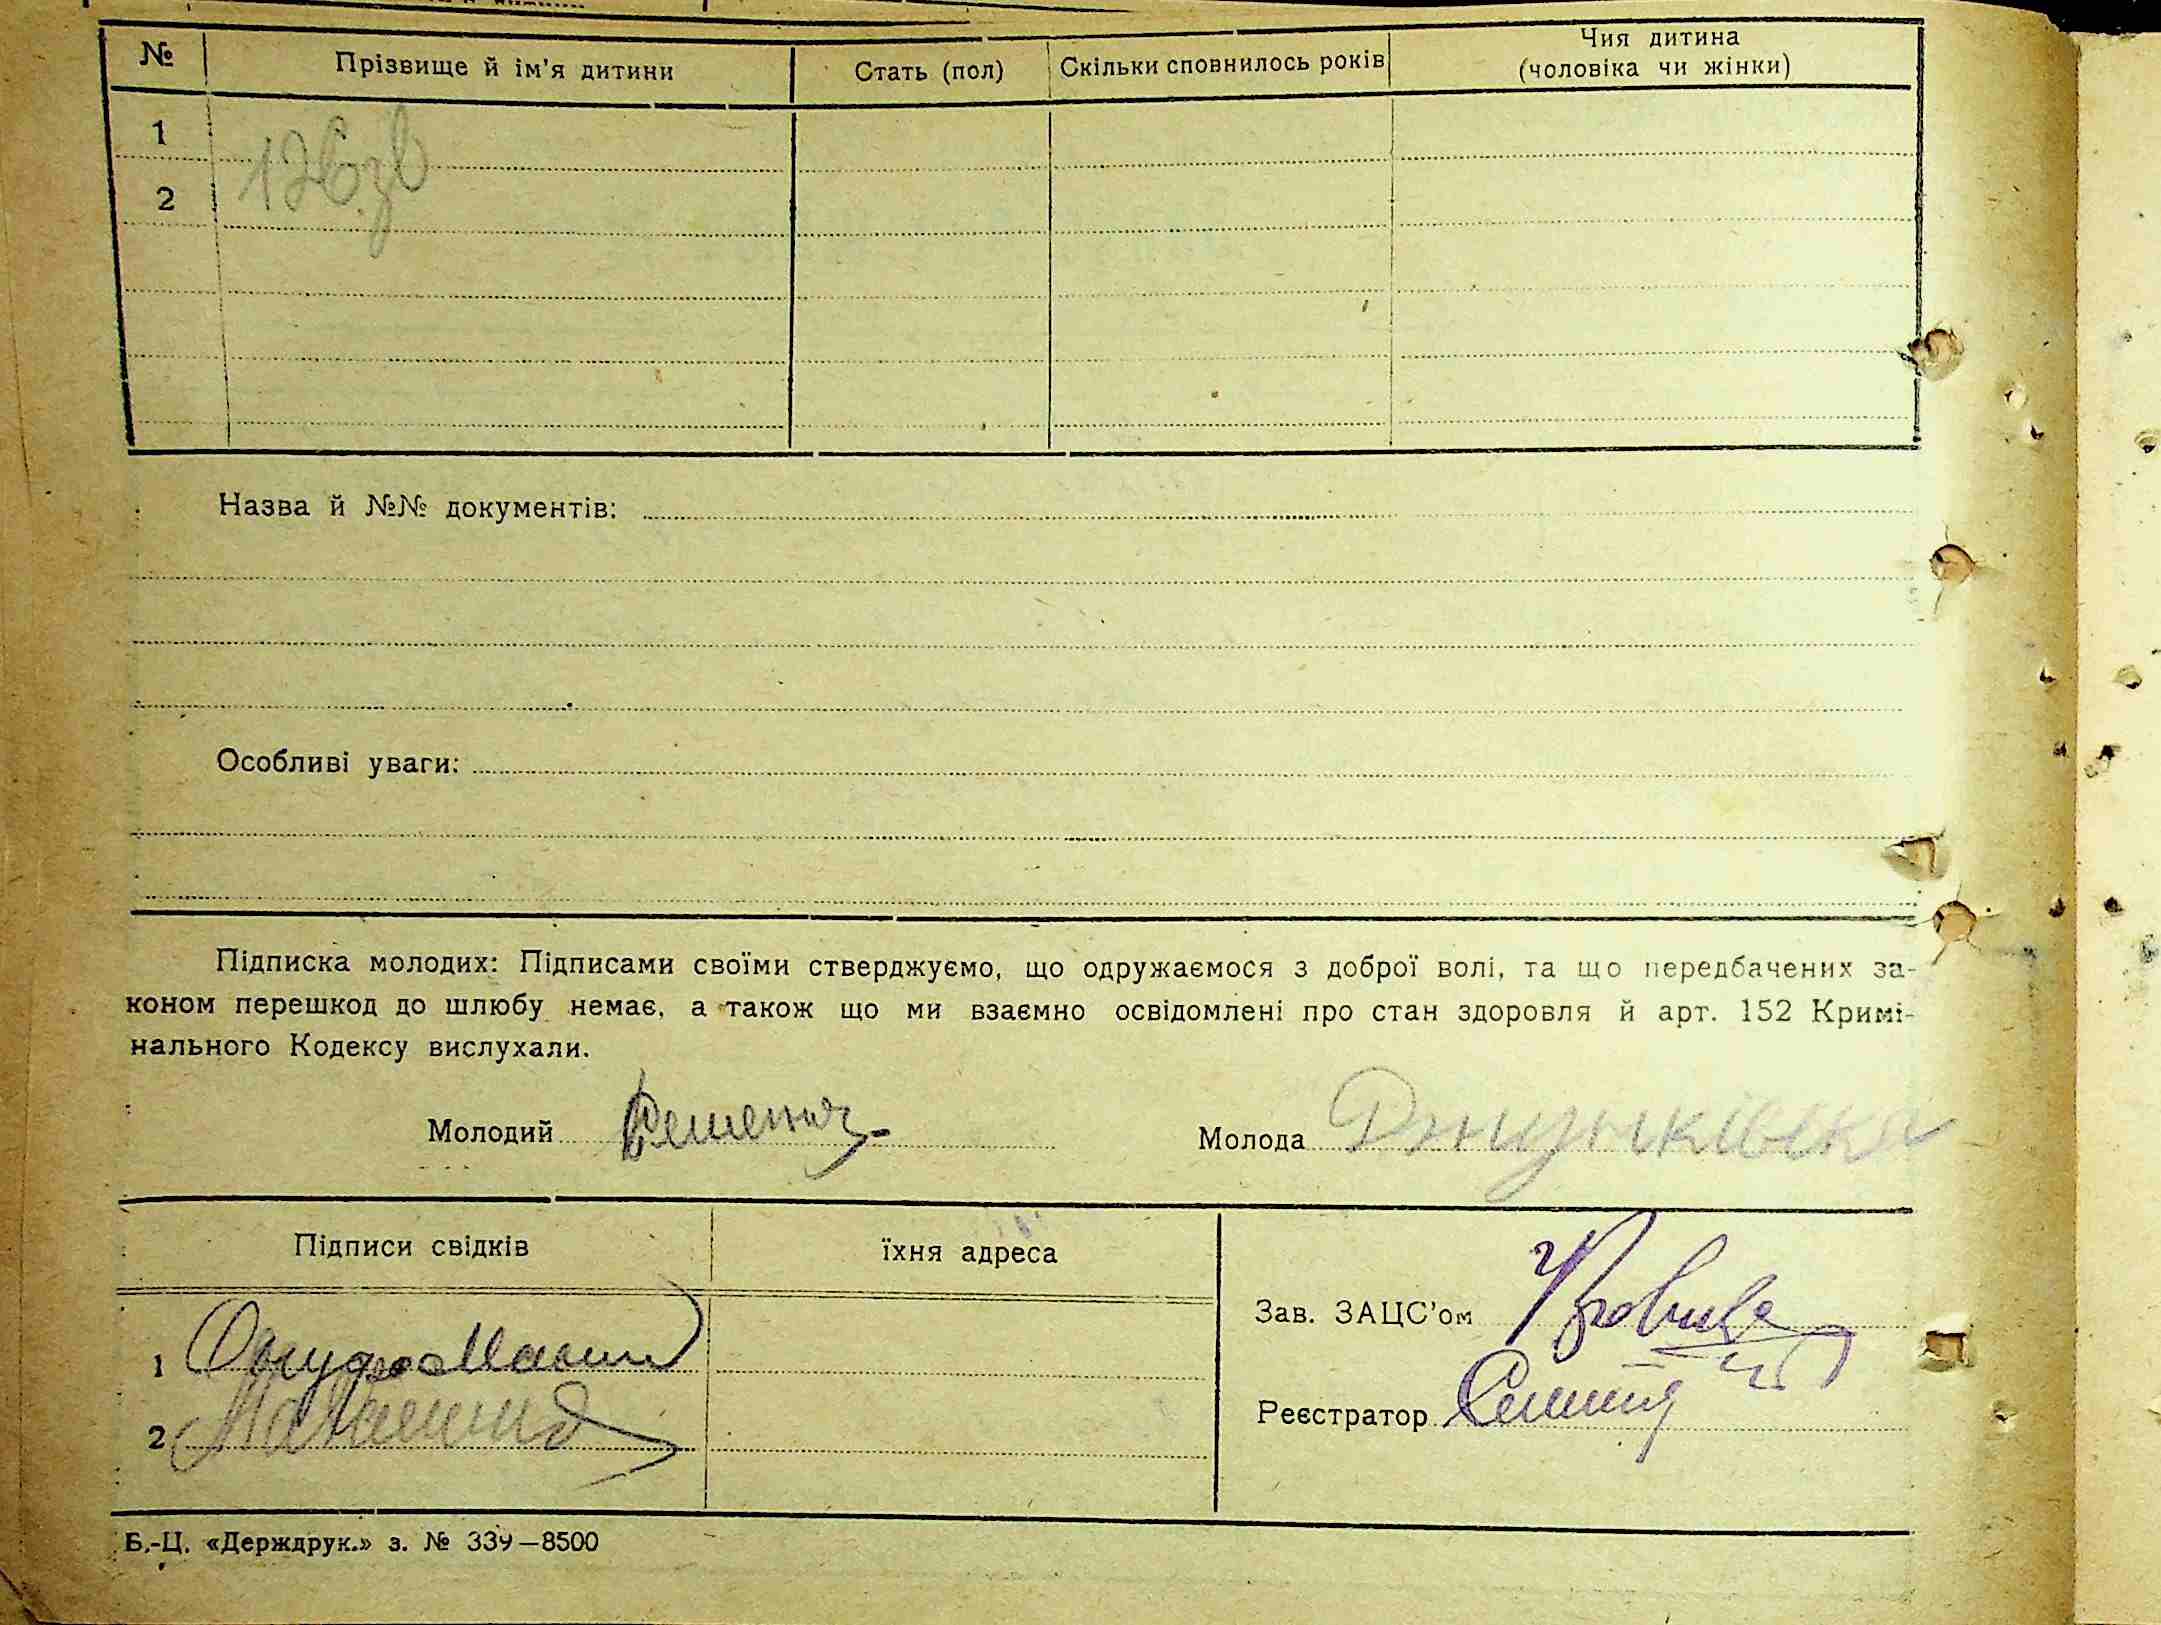 № Прізвище й ім'я дитини Стать (пол) Скільки сповнилось років Чия дитина (чоловіка чи жінки)
1
2
126зв
Назва й №№ документів:
Особливі уваги:
Підписка молодих: Підписами своїми стверджуємо, що одружаємося з доброї волі, та що передбачених за-
коном перешкод до шлюбу немає, а також що ми взаємно освідомлені про стан здоровля й арт. 152 Кримі-
нального Кодексу вислухали.
Молодий Молода
Підписи свідків їхня адреса
Зав. ЗАЦС'ом
1
Реєстратор
2
Б.-Ц. «Держдрук.» з. № 339—8500